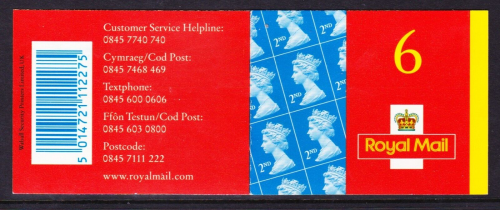 Walsall Security Printers Limited, UK
5 014721 112275
Customer Service Helpline:
0845 7740 740
Cymraeg/Cod Post:
0845 7468 469
Textphone:
0845 600 0606
Ffôn Testun/Cod Post:
0845 603 0800
Postcode:
0845 7111 222
www.royalmail.com
2ND
2ND
2ND
2ND
2ND
2ND
6
Royal Mail